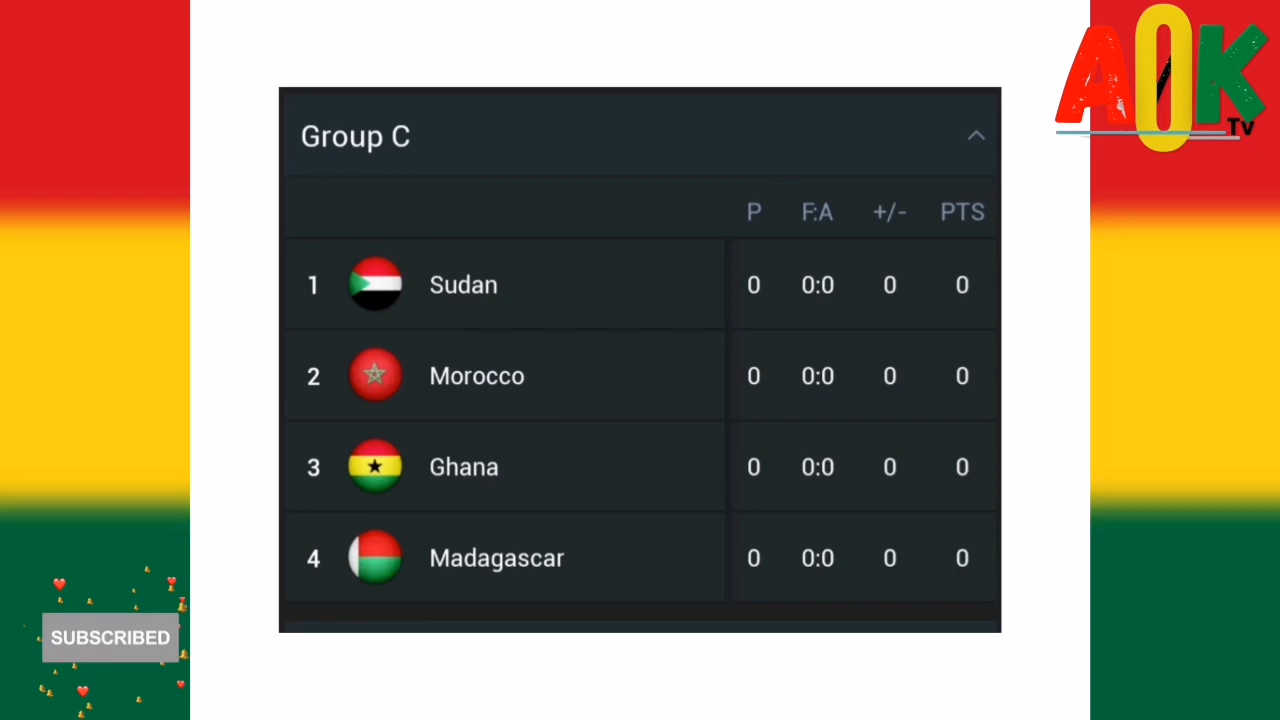 AOK
Tv
Group C
P F:A +/- PTS
1 Sudan 0 0:0 0 0
2 Morocco 0 0:0 0 0
3 Ghana 0 0:0 0 0
4 Madagascar 0 0:0 0 0
SUBSCRIBED